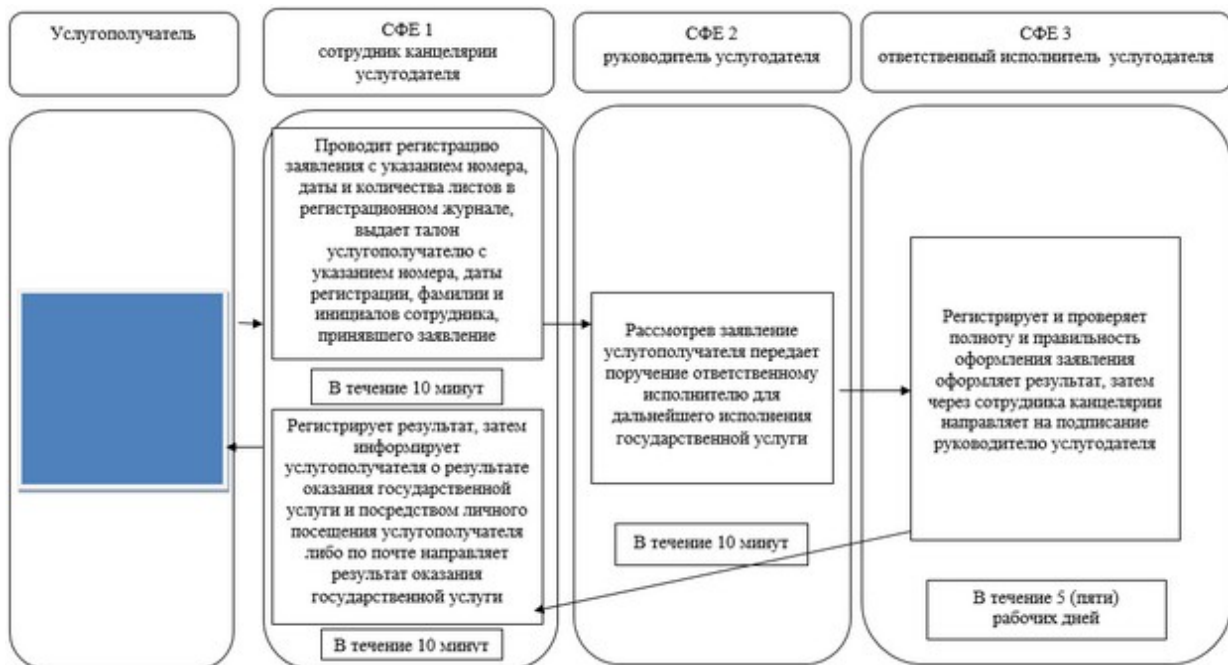 Услугополучатель
СФЕ 1
сотрудник канцелярии
услугодателя
СФЕ 2
руководитель услугодателя
СФЕ 3
ответственный исполнитель услугодателя
Проводит регистрацию
заявления с указанием номера,
даты и количества листов в
регистрационном журнале,
выдает талон
услугополучателю с
указанием номера, даты
регистрации, фамилии и
инициалов сотрудника,
принявшего заявление
В течение 10 минут
Регистрирует результат, затем
информирует
услугополучателя о результате
оказания государственной
услуги и посредством личного
посещения услугополучателя
либо по почте направляет
результат оказания
государственной услуги
В течение 10 минут
Рассмотрев заявление
услугополучателя передает
поручение ответственному
исполнителю для
дальнейшего исполнения
государственной услуги
В течение 10 минут
Регистрирует и проверяет
полноту и правильность
оформления заявления
оформляет результат, затем
через сотрудника канцелярии
направляет на подписание
руководителю услугодателя
В течение 5 (пяти)
рабочих дней